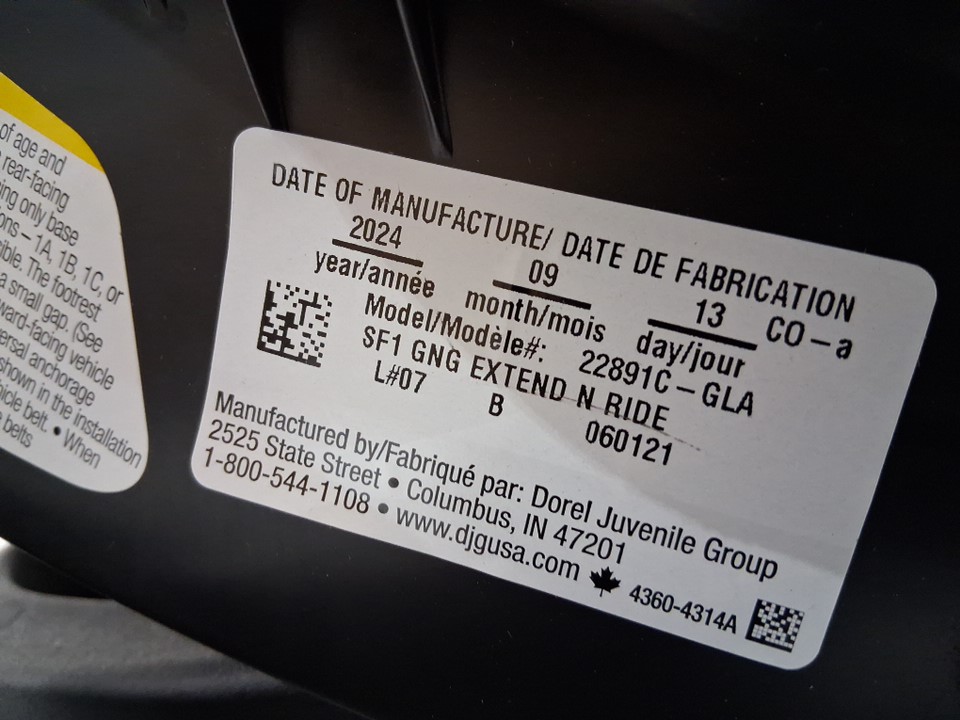 of age and
rear-facing
ing only base
ons – 1A, 1B, 1C, or
ible. The footrest
a small gap. (See
ward-facing vehicle
ersal anchorage
shown in the installation
hicle belt. • When
belts
DATE OF MANUFACTURE/ DATE DE FABRICATION
2024 09 13 CO-a
year/année month/mois day/jour
Model/Modèle#: 22891C-GLA
SF1 GNG EXTEND N RIDE
L#07 B 060121
Manufactured by/Fabriqué par: Dorel Juvenile Group
2525 State Street • Columbus, IN 47201
1-800-544-1108 • www.djgusa.com
4360-4314A